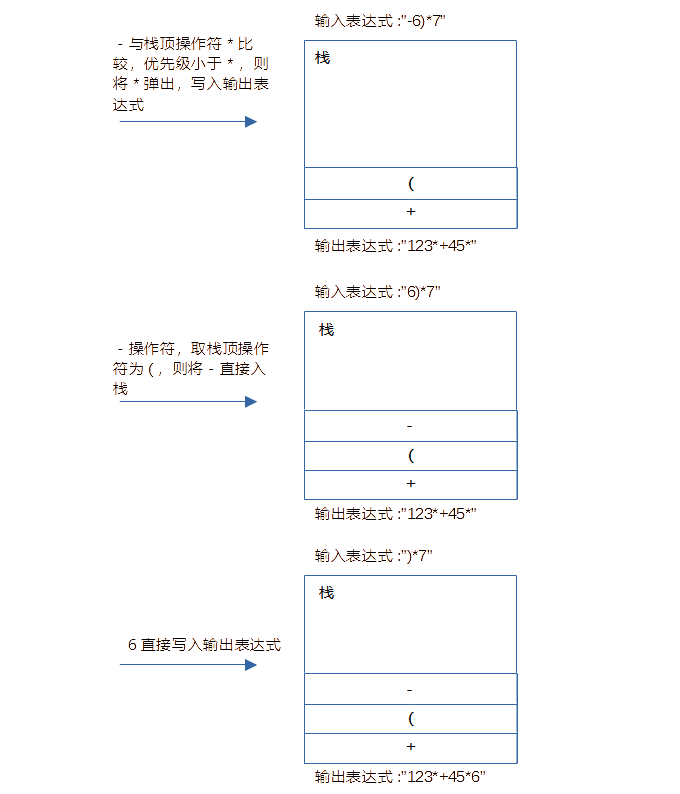 输入表达式 :”-6)*7”
- 与栈顶操作符 * 比
较，优先级小于 * ，则
将 * 弹出，写入输出表
达式
栈
(
+
输出表达式 :”123*+45*”
输入表达式 :”6)*7”
- 操作符，取栈顶操作
符为 ( ，则将 - 直接入
栈
栈
-
(
+
输出表达式 :”123*+45*”
输入表达式 :”)*7”
6 直接写入输出表达式
栈
-
(
+
输出表达式 :”123*+45*6”